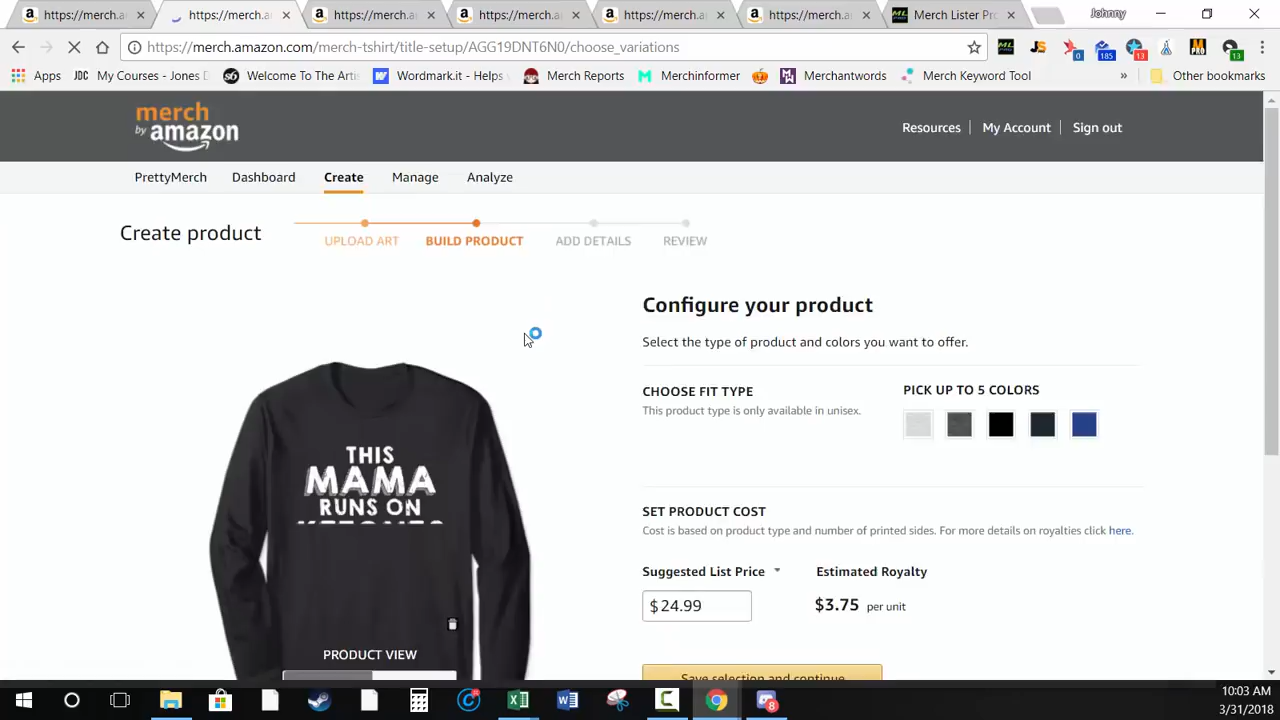 https://merch.a
https://merch.a
https://merch.a
https://merch.a
https://merch.a
https://merch.a
Merch Lister Pro
Johnny
https://merch.amazon.com/merch-tshirt/title-setup/AGG19DNT6N0/choose_variations
0
185
13
13
Apps
JDC
My Courses - Jones D
S6
Welcome To The Arti
W
Wordmark.it - Helps
Merch Reports
Merchinformer
Merchantwords
Merch Keyword Tool
»
Other bookmarks
merch
by amazon
Resources
My Account
Sign out
PrettyMerch
Dashboard
Create
Manage
Analyze
Create product
UPLOAD ART
BUILD PRODUCT
ADD DETAILS
REVIEW
Configure your product
Select the type of product and colors you want to offer.
CHOOSE FIT TYPE
This product type is only available in unisex.
PICK UP TO 5 COLORS
THIS
MAMA
RUNS ON
KETONES
SET PRODUCT COST
Cost is based on product type and number of printed sides. For more details on royalties click here.
Suggested List Price
Estimated Royalty
$24.99
$3.75 per unit
PRODUCT VIEW
Save selection and continue
10:03 AM
3/31/2018